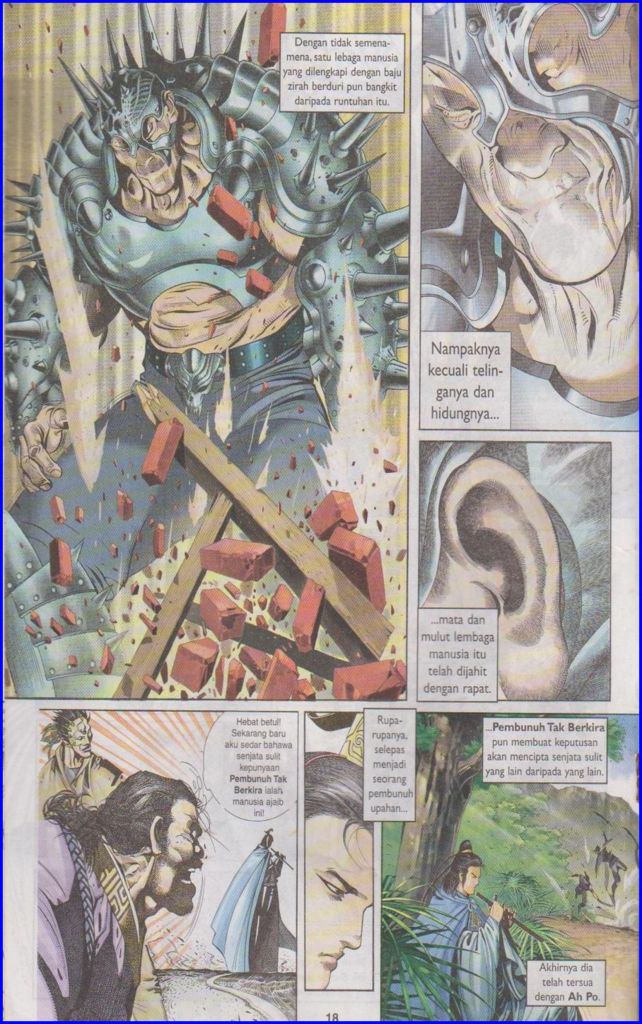 Dengan tidak semena-
mena, satu lebaga manusia
yang dilengkapi dengan baju
zirah berduri pun bangkit
daripada runtuhan itu.
Nampaknya
kecuali telin-
ganya dan
hidungnya...
...mata dan
mulut lembaga
manusia itu
telah dijahit
dengan rapat.
Hebat betul!
Sekarang baru
aku sedar bahawa
senjata sulit
kepunyaan
Pembunuh Tak
Berkira ialah
manusia ajaib
ini!
Rupa-
rupanya,
selepas
menjadi
seorang
pembunuh
upahan...
...Pembunuh Tak Berkira
pun membuat keputusan
akan mencipta senjata sulit
yang lain daripada yang lain.
Akhirnya dia
telah tersua
dengan Ah Po.
18